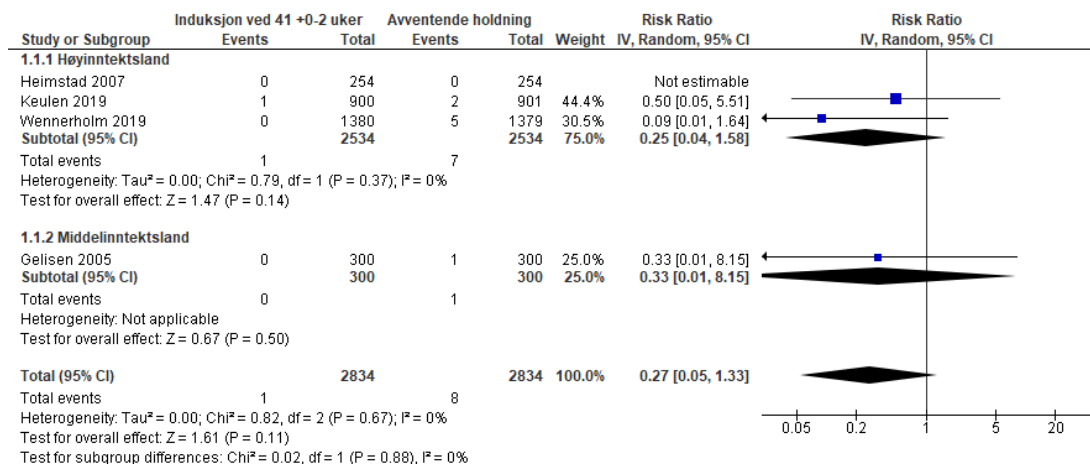 Induksjon ved 41 +0-2 uker Avventende holdning Risk Ratio Risk Ratio
Study or Subgroup Events Total Events Total Weight IV, Random, 95% CI IV, Random, 95% CI
1.1.1 Høyinntektsland
Heimstad 2007 0 254 0 254 Not estimable
Keulen 2019 1 900 2 901 44.4% 0.50 [0.05, 5.51]
Wennerholm 2019 0 1380 5 1379 30.5% 0.09 [0.01, 1.64]
Subtotal (95% CI) 2534 2534 75.0% 0.25 [0.04, 1.58]
Total events 1 7
Heterogeneity: Tau² = 0.00; Chi² = 0.79, df = 1 (P = 0.37); I² = 0%
Test for overall effect: Z = 1.47 (P = 0.14)
1.1.2 Middelinntektsland
Gelisen 2005 0 300 1 300 25.0% 0.33 [0.01, 8.15]
Subtotal (95% CI) 300 300 25.0% 0.33 [0.01, 8.15]
Total events 0 1
Heterogeneity: Not applicable
Test for overall effect: Z = 0.67 (P = 0.50)
Total (95% CI) 2834 2834 100.0% 0.27 [0.05, 1.33]
Total events 1 8
Heterogeneity: Tau² = 0.00; Chi² = 0.82, df = 2 (P = 0.67); I² = 0%
Test for overall effect: Z = 1.61 (P = 0.11)
Test for subgroup differences: Chi² = 0.02, df = 1 (P = 0.88), I² = 0%
0.05 0.2 1 5 20